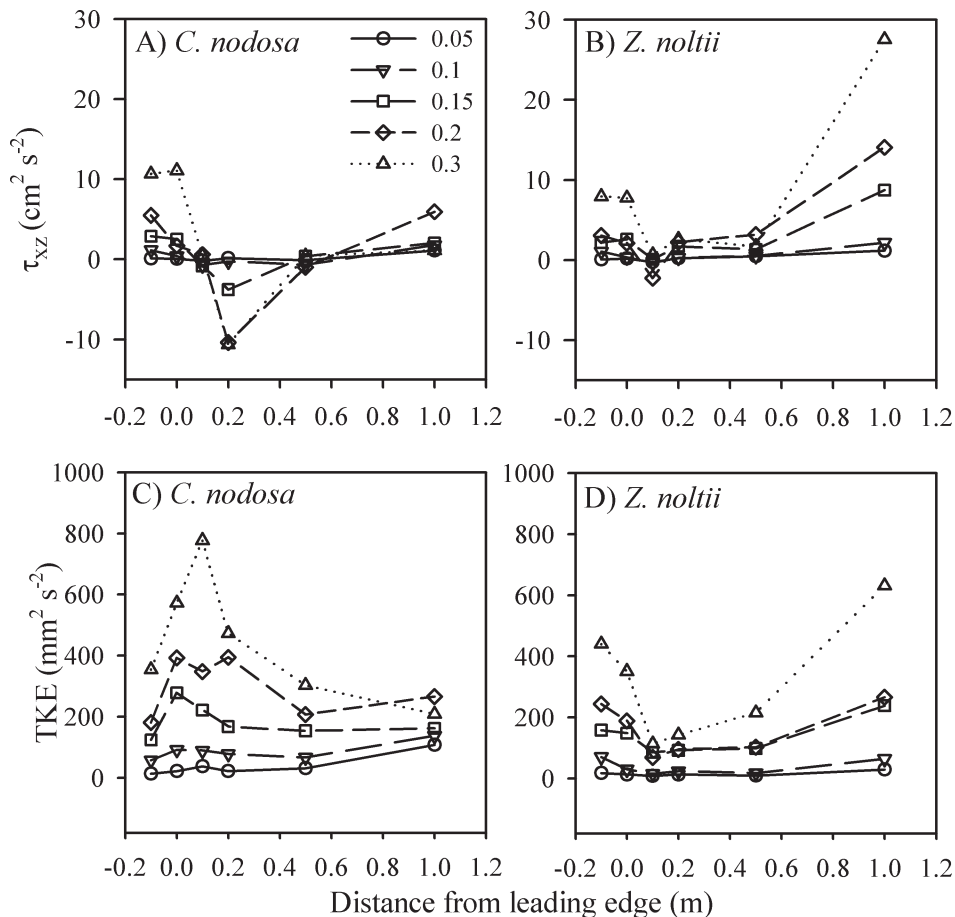 A) C. nodosa
0.05
0.1
0.15
0.2
0.3
30
20
10
0
-10
τXZ (cm² s⁻²)
-0.2 0.0 0.2 0.4 0.6 0.8 1.0 1.2
B) Z. noltii
30
20
10
0
-10
-0.2 0.0 0.2 0.4 0.6 0.8 1.0 1.2
C) C. nodosa
1000
800
600
400
200
0
TKE (mm² s⁻²)
-0.2 0.0 0.2 0.4 0.6 0.8 1.0 1.2
D) Z. noltii
1000
800
600
400
200
0
-0.2 0.0 0.2 0.4 0.6 0.8 1.0 1.2
Distance from leading edge (m)